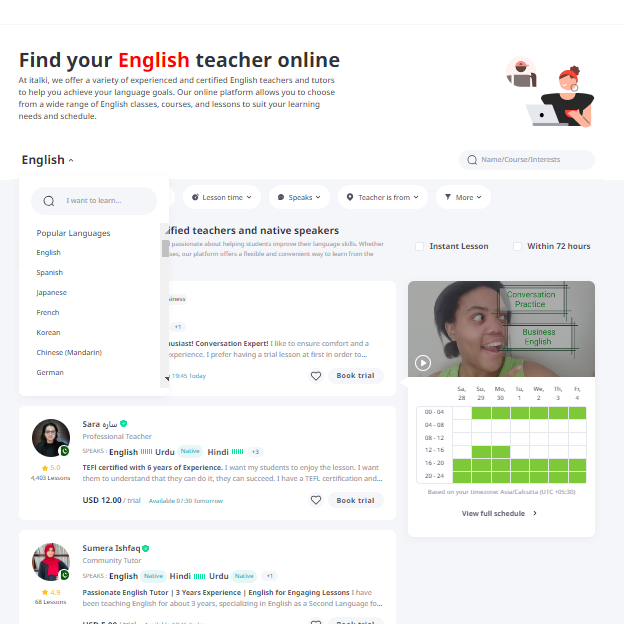 Find your English teacher online
At italki, we offer a variety of experienced and certified English teachers and tutors
to help you achieve your language goals. Our online platform allows you to choose
from a wide range of English classes, courses, and lessons to suit your learning
needs and schedule.
English
Name/Course/Interests
I want to learn...
Lesson time
Speaks
Teacher is from
More
Popular Languages
English
Spanish
Japanese
French
Korean
Chinese (Mandarin)
German
ified teachers and native speakers
passionate about helping students improve their language skills. Whether
ses, our platform offers a flexible and convenient way to learn from the
Instant Lesson
Within 72 hours
siness
+1
usiast! Conversation Expert! I like to ensure comfort and a
experience. I prefer having a trial lesson at first in order to...
19:45 Today
Book trial
Conversation
Practice
Business
English
Sa, Su, Mo, Tu, We, Th, Fr,
28 29 30 1 2 3 4
00 - 04
04 - 08
08 - 12
12 - 16
16 - 20
20 - 24
Based on your timezone: Asia/Calcutta (UTC +05:30)
View full schedule
Sara سارہ
Professional Teacher
SPEAKS : English Urdu Native Hindi +3
5.0
4,403 Lessons
TEFl certified with 6 years of Experience. I want my students to enjoy the lesson. I want
them to understand that they can do it, they can succeed. I have a TEFL certification and...
USD 12.00 / trial Available 07:30 Tomorrow
Book trial
Sumera Ishfaq
Community Tutor
SPEAKS : English Native Hindi Urdu Native +1
4.9
68 Lessons
Passionate English Tutor | 3 Years Experience | English for Engaging Lessons I have
been teaching English for about 3 years, specializing in English as a Second Language fo...